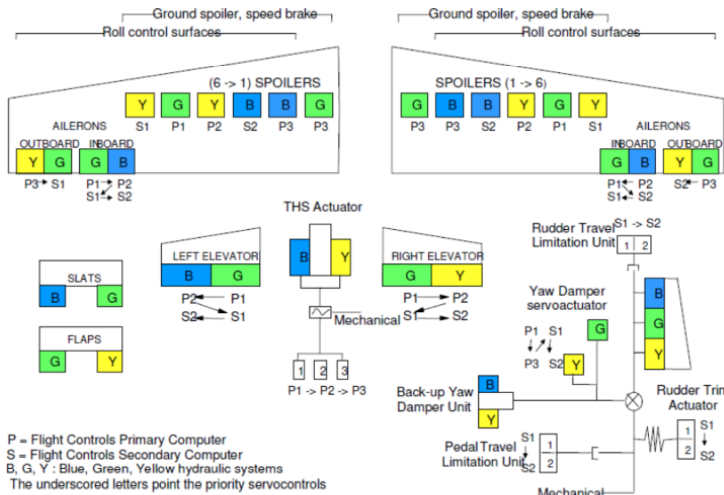 Ground spoiler, speed brake
Ground spoiler, speed brake
Roll control surfaces
Roll control surfaces
(6 -> 1) SPOILERS
SPOILERS (1 -> 6)
Y G Y B B G
G B B Y G Y
S1 P1 P2 S2 P3 P3
P3 P3 S2 P2 P1 S1
AILERONS
AILERONS
OUTBOARD INBOARD
INBOARD OUTBOARD
Y G G B
G B Y G
P3 S1 P1 P2
S1 S2
P1 P2 S2 P3
S1 S2
THS Actuator
B Y
LEFT ELEVATOR
B G
P2 P1
S2 S1
RIGHT ELEVATOR
G Y
P1 P2
S1 S2
Mechanical
1 2 3
P1 -> P2 -> P3
SLATS
B G
FLAPS
G Y
S1 -> S2
Rudder Travel
Limitation Unit
1 2
B
G
Y
Yaw Damper
servoactuator
G
P1 S1
P3 S2
Y
Back-up Yaw
Damper Unit
B
Y
Rudder Trim
Actuator
1
2
S1
S2
Pedal Travel
Limitation Unit
S1
S2
1
2
Mechanical
P = Flight Controls Primary Computer
S = Flight Controls Secondary Computer
B, G, Y : Blue, Green, Yellow hydraulic systems
The underscored letters point the priority servocontrols